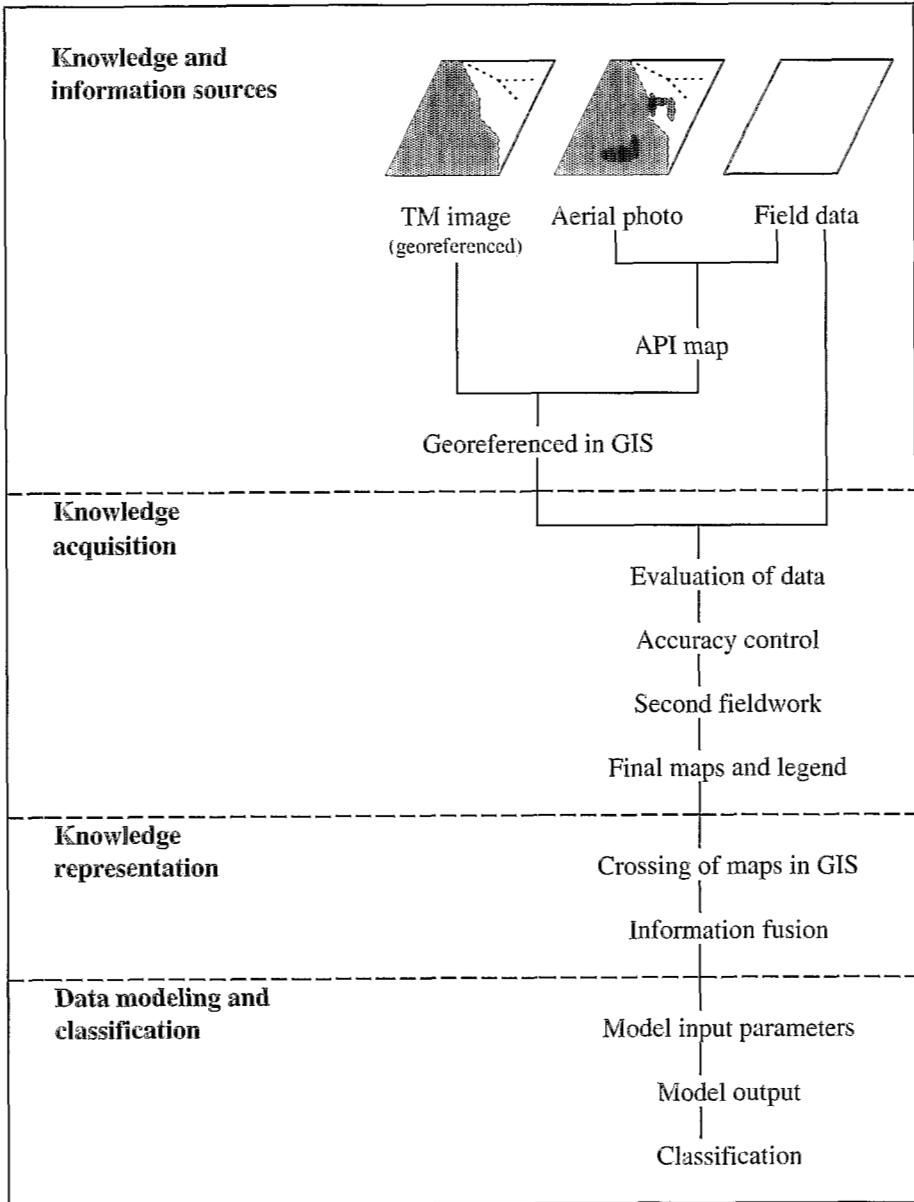 Knowledge and
information sources
TM image
(georeferenced)
Aerial photo
Field data
API map
Georeferenced in GIS
Knowledge
acquisition
Evaluation of data
Accuracy control
Second fieldwork
Final maps and legend
Knowledge
representation
Crossing of maps in GIS
Information fusion
Data modeling and
classification
Model input parameters
Model output
Classification